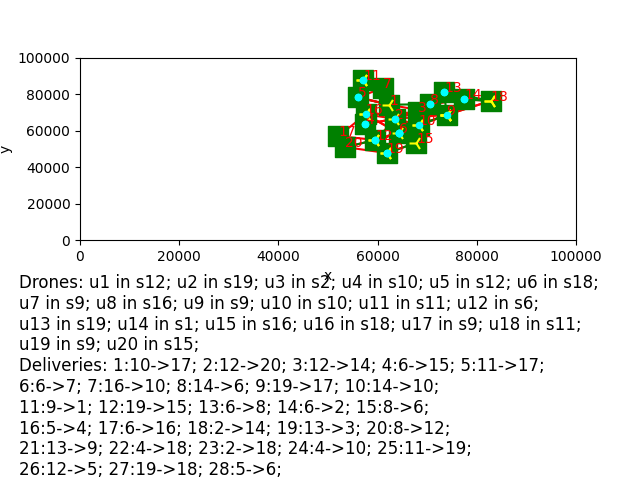 100000
80000
60000
40000
20000
0
y
0 20000 40000 60000 80000 100000
x
Drones: u1 in s12; u2 in s19; u3 in s2; u4 in s10; u5 in s12; u6 in s18;
u7 in s9; u8 in s16; u9 in s9; u10 in s10; u11 in s11; u12 in s6;
u13 in s19; u14 in s1; u15 in s16; u16 in s18; u17 in s9; u18 in s11;
u19 in s9; u20 in s15;
Deliveries: 1:10->17; 2:12->20; 3:12->14; 4:6->15; 5:11->17;
6:6->7; 7:16->10; 8:14->6; 9:19->17; 10:14->10;
11:9->1; 12:19->15; 13:6->8; 14:6->2; 15:8->6;
16:5->4; 17:6->16; 18:2->14; 19:13->3; 20:8->12;
21:13->9; 22:4->18; 23:2->18; 24:4->10; 25:11->19;
26:12->5; 27:19->18; 28:5->6;